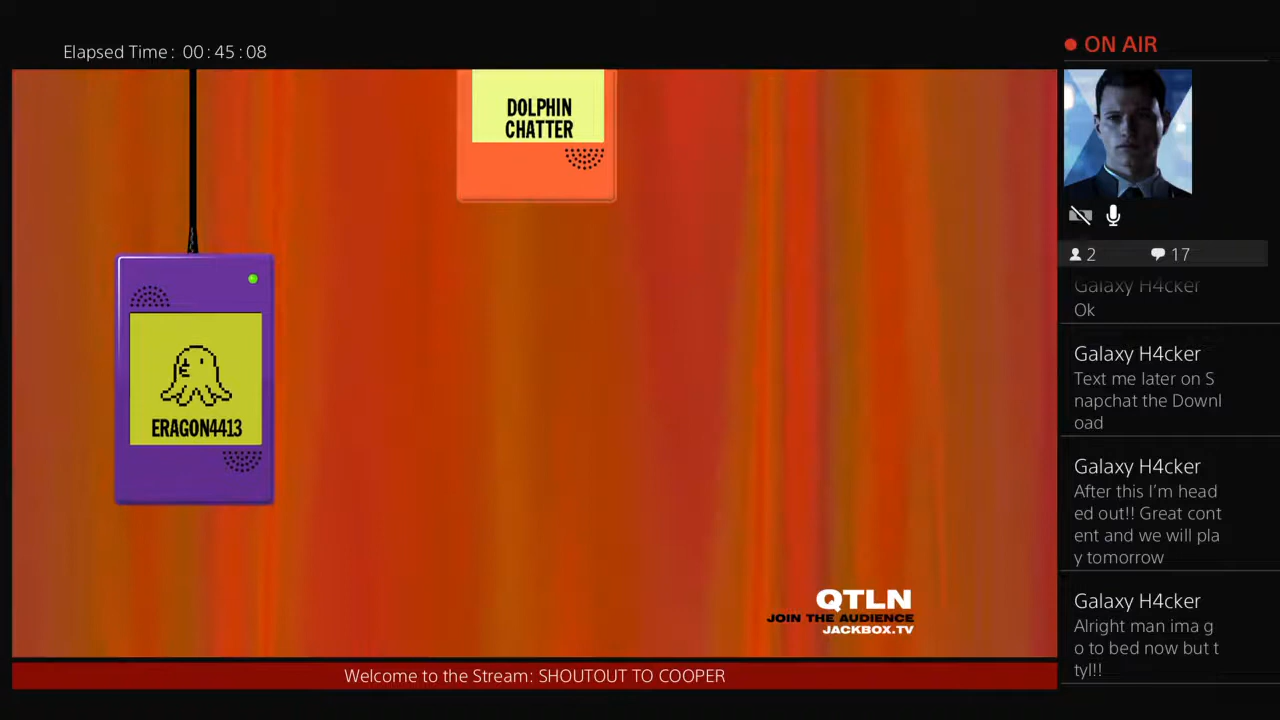 Elapsed Time: 00:45:08
ON AIR
DOLPHIN
CHATTER
2
17
Galaxy H4cker
Ok
Galaxy H4cker
Text me later on S
napchat the Downl
oad
ERAGON4413
Galaxy H4cker
After this I'm head
ed out!! Great cont
ent and we will pla
y tomorrow
QTLN
JOIN THE AUDIENCE
JACKBOX.TV
Galaxy H4cker
Alright man ima g
o to bed now but t
tyl!!
Welcome to the Stream: SHOUTOUT TO COOPER